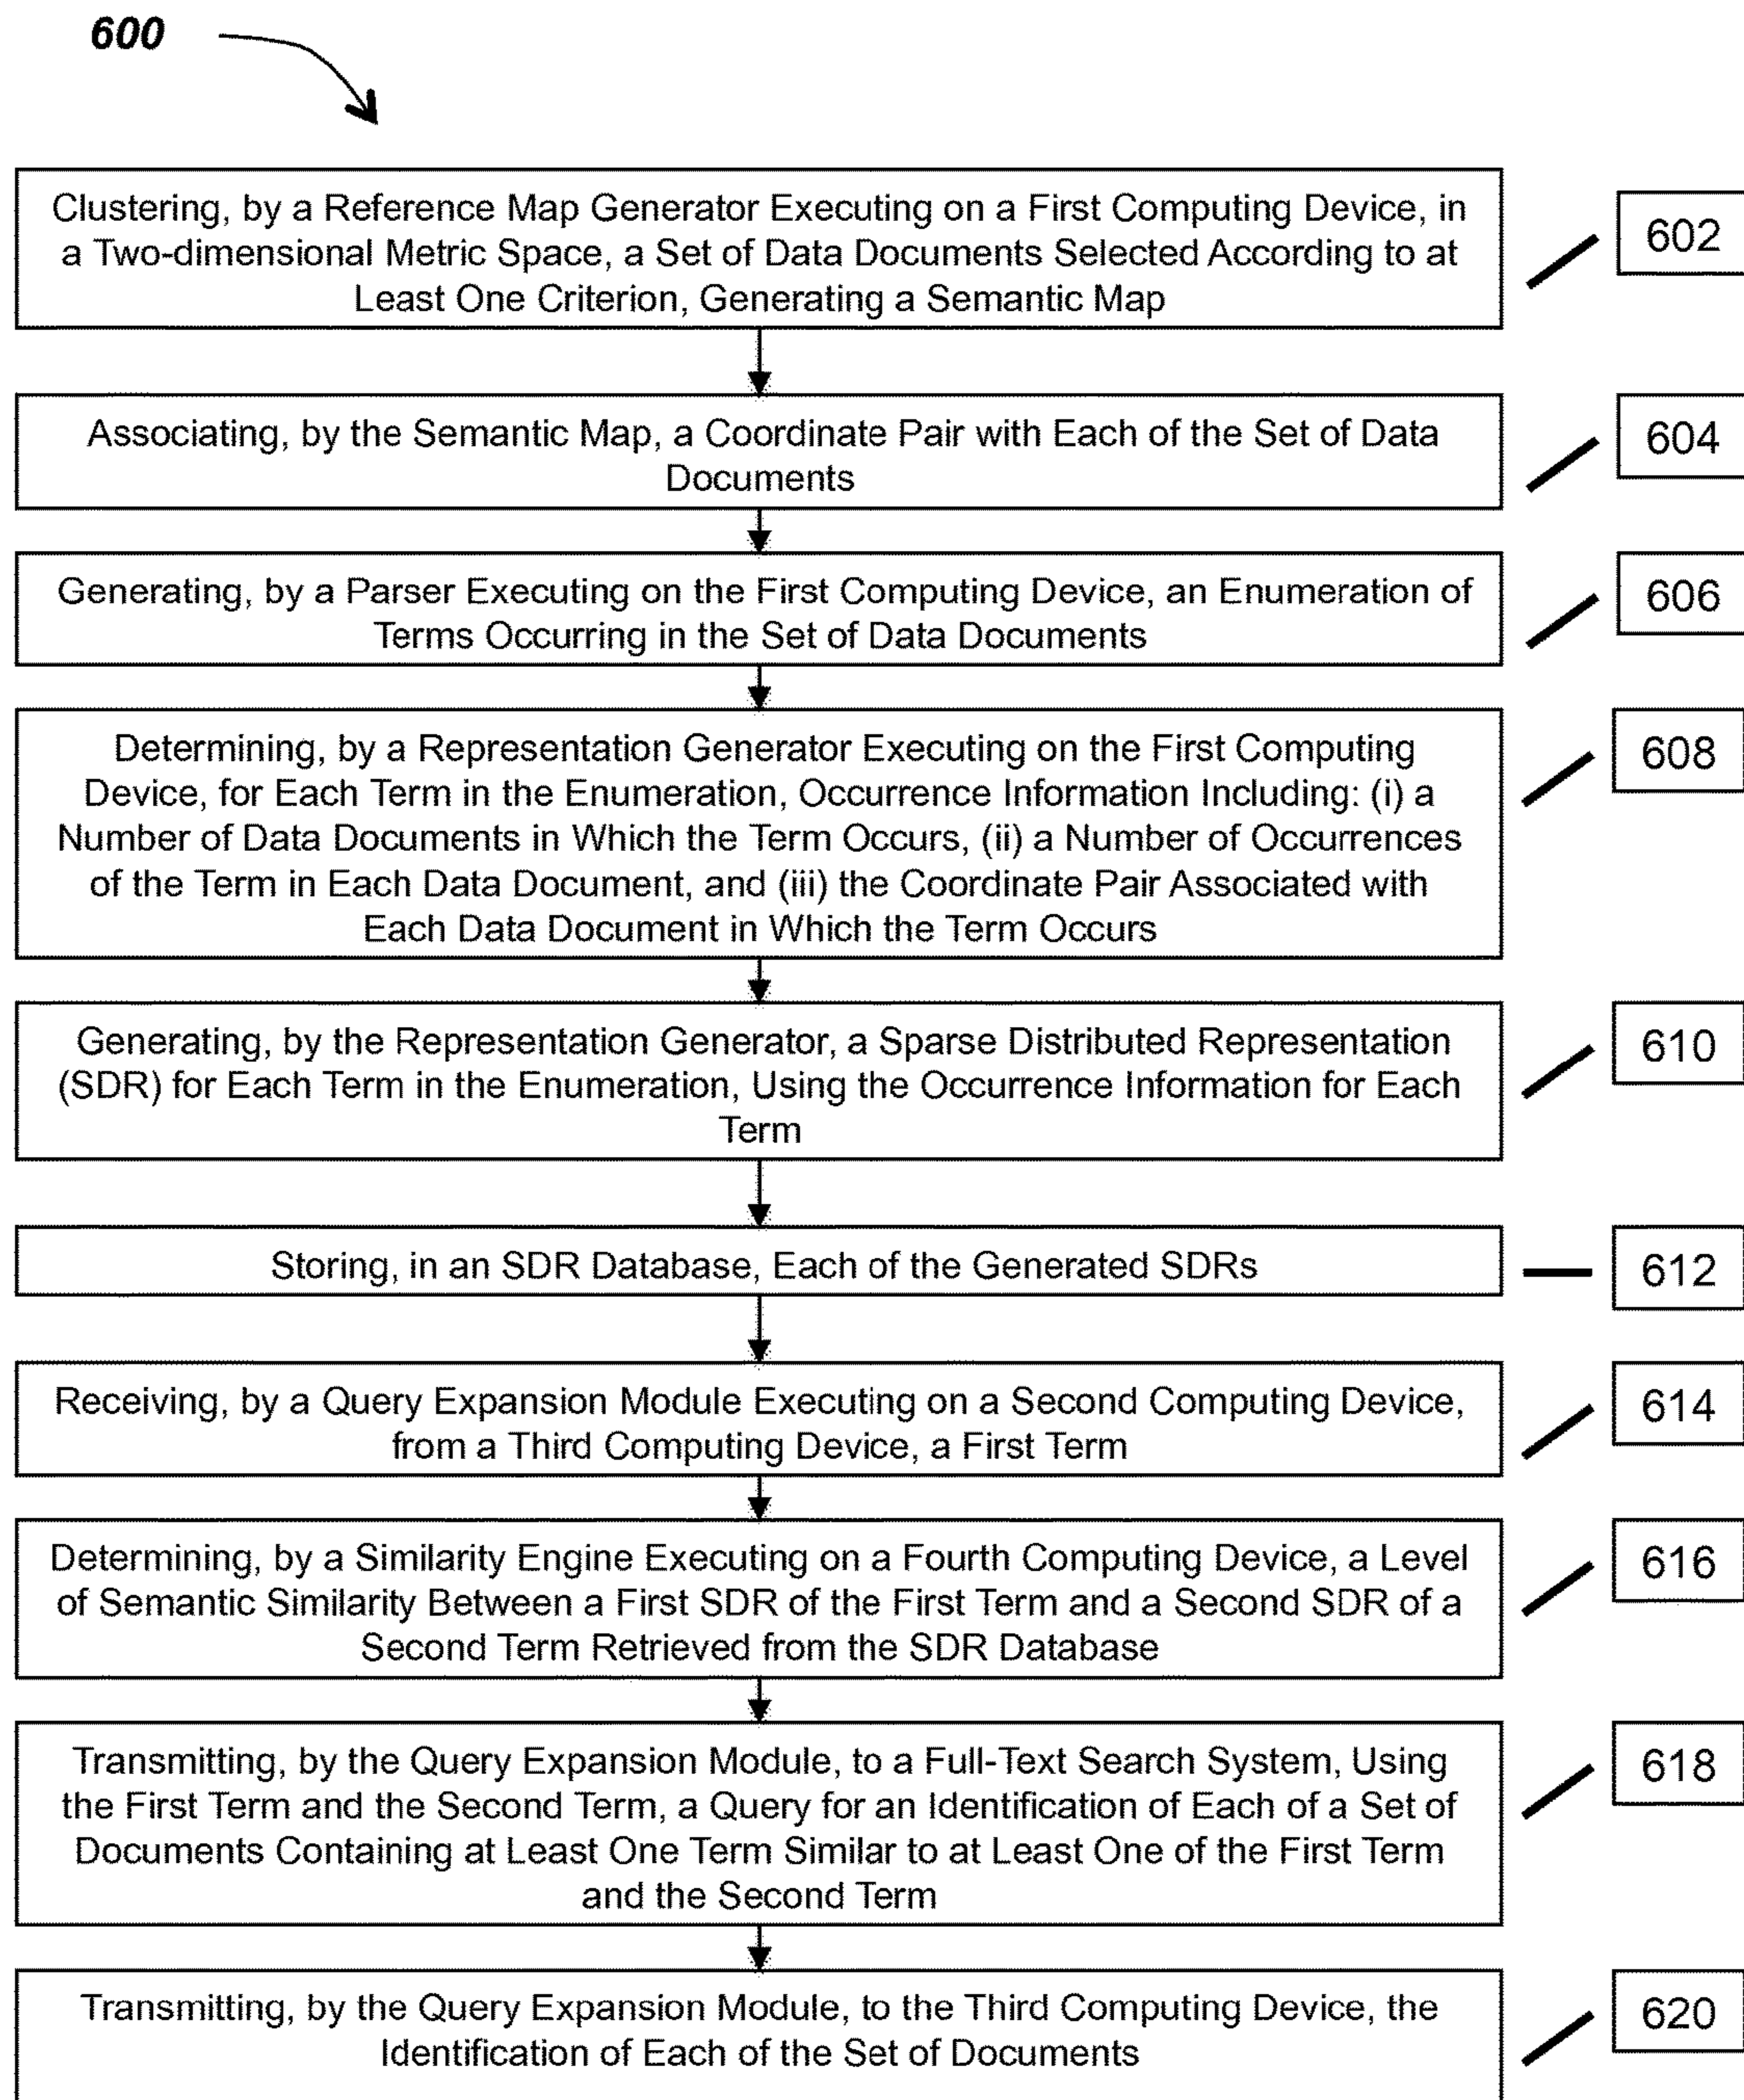 600
Clustering, by a Reference Map Generator Executing on a First Computing Device, in
a Two-dimensional Metric Space, a Set of Data Documents Selected According to at
Least One Criterion, Generating a Semantic Map
602
Associating, by the Semantic Map, a Coordinate Pair with Each of the Set of Data
Documents
604
Generating, by a Parser Executing on the First Computing Device, an Enumeration of
Terms Occurring in the Set of Data Documents
606
Determining, by a Representation Generator Executing on the First Computing
Device, for Each Term in the Enumeration, Occurrence Information Including: (i) a
Number of Data Documents in Which the Term Occurs, (ii) a Number of Occurrences
of the Term in Each Data Document, and (iii) the Coordinate Pair Associated with
Each Data Document in Which the Term Occurs
608
Generating, by the Representation Generator, a Sparse Distributed Representation
(SDR) for Each Term in the Enumeration, Using the Occurrence Information for Each
Term
610
Storing, in an SDR Database, Each of the Generated SDRs
612
Receiving, by a Query Expansion Module Executing on a Second Computing Device,
from a Third Computing Device, a First Term
614
Determining, by a Similarity Engine Executing on a Fourth Computing Device, a Level
of Semantic Similarity Between a First SDR of the First Term and a Second SDR of a
Second Term Retrieved from the SDR Database
616
Transmitting, by the Query Expansion Module, to a Full-Text Search System, Using
the First Term and the Second Term, a Query for an Identification of Each of a Set of
Documents Containing at Least One Term Similar to at Least One of the First Term
and the Second Term
618
Transmitting, by the Query Expansion Module, to the Third Computing Device, the
Identification of Each of the Set of Documents
620